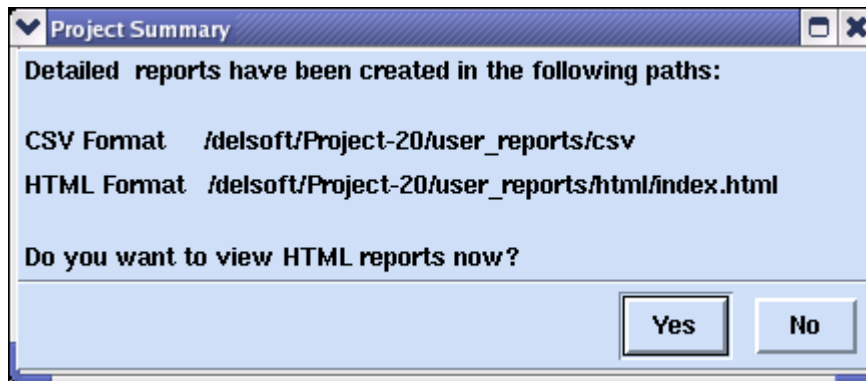 Project Summary
Detailed reports have been created in the following paths:
CSV Format /delsoft/Project-20/user_reports/csv
HTML Format /delsoft/Project-20/user_reports/html/index.html
Do you want to view HTML reports now?
Yes No